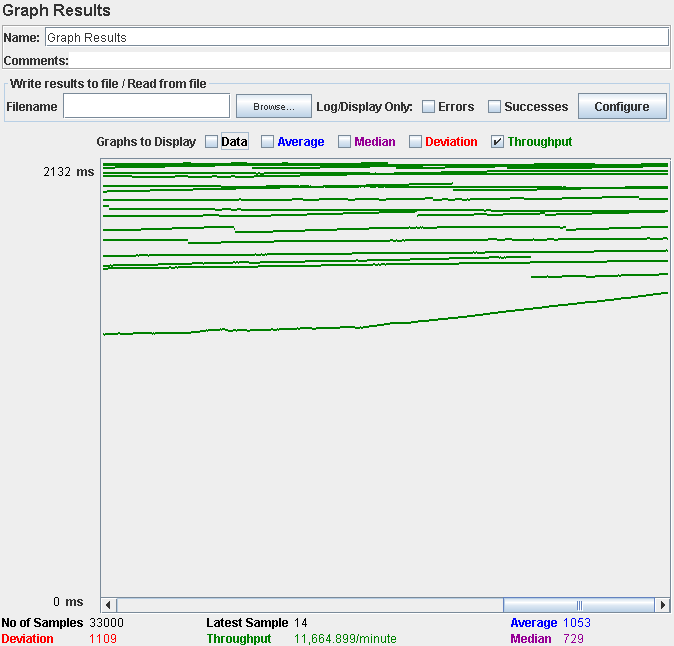 Graph Results
Name: Graph Results
Comments:
Write results to file / Read from file
Filename Browse... Log/Display Only: Errors Successes Configure
Graphs to Display Data Average Median Deviation Throughput
2132 ms
0 ms
No of Samples 33000 Latest Sample 14 Average 1053
Deviation 1109 Throughput 11,664.899/minute Median 729